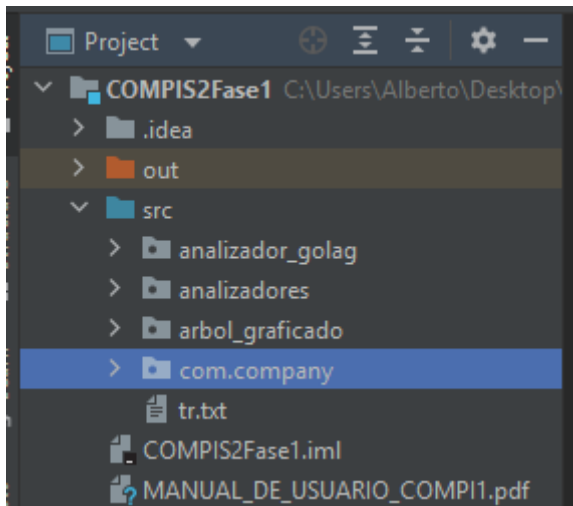 Project
COMPIS2Fase1 C:\Users\Alberto\Desktop\
.idea
out
src
analizador_golag
analizadores
arbol_graficado
com.company
tr.txt
COMPIS2Fase1.iml
MANUAL_DE_USUARIO_COMPI1.pdf